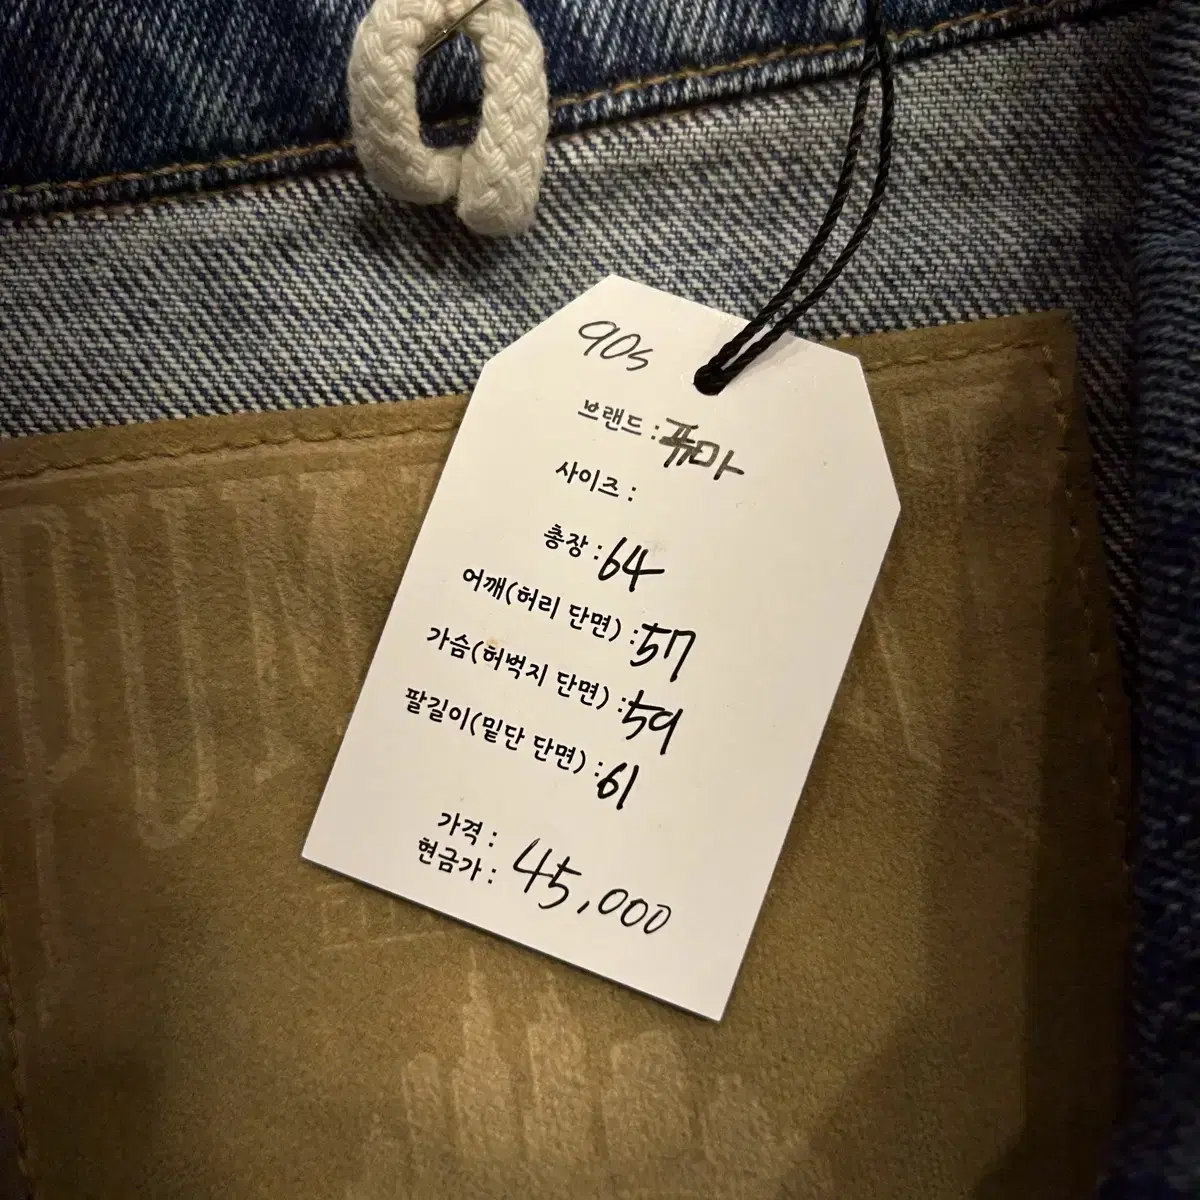 90s
브랜드 : 퓨마
사이즈 :
총장 : 64
어깨(허리 단면) : 57
가슴(허벅지 단면) : 59
팔길이(밑단 단면) : 61
가격 :
현금가 : 45,000